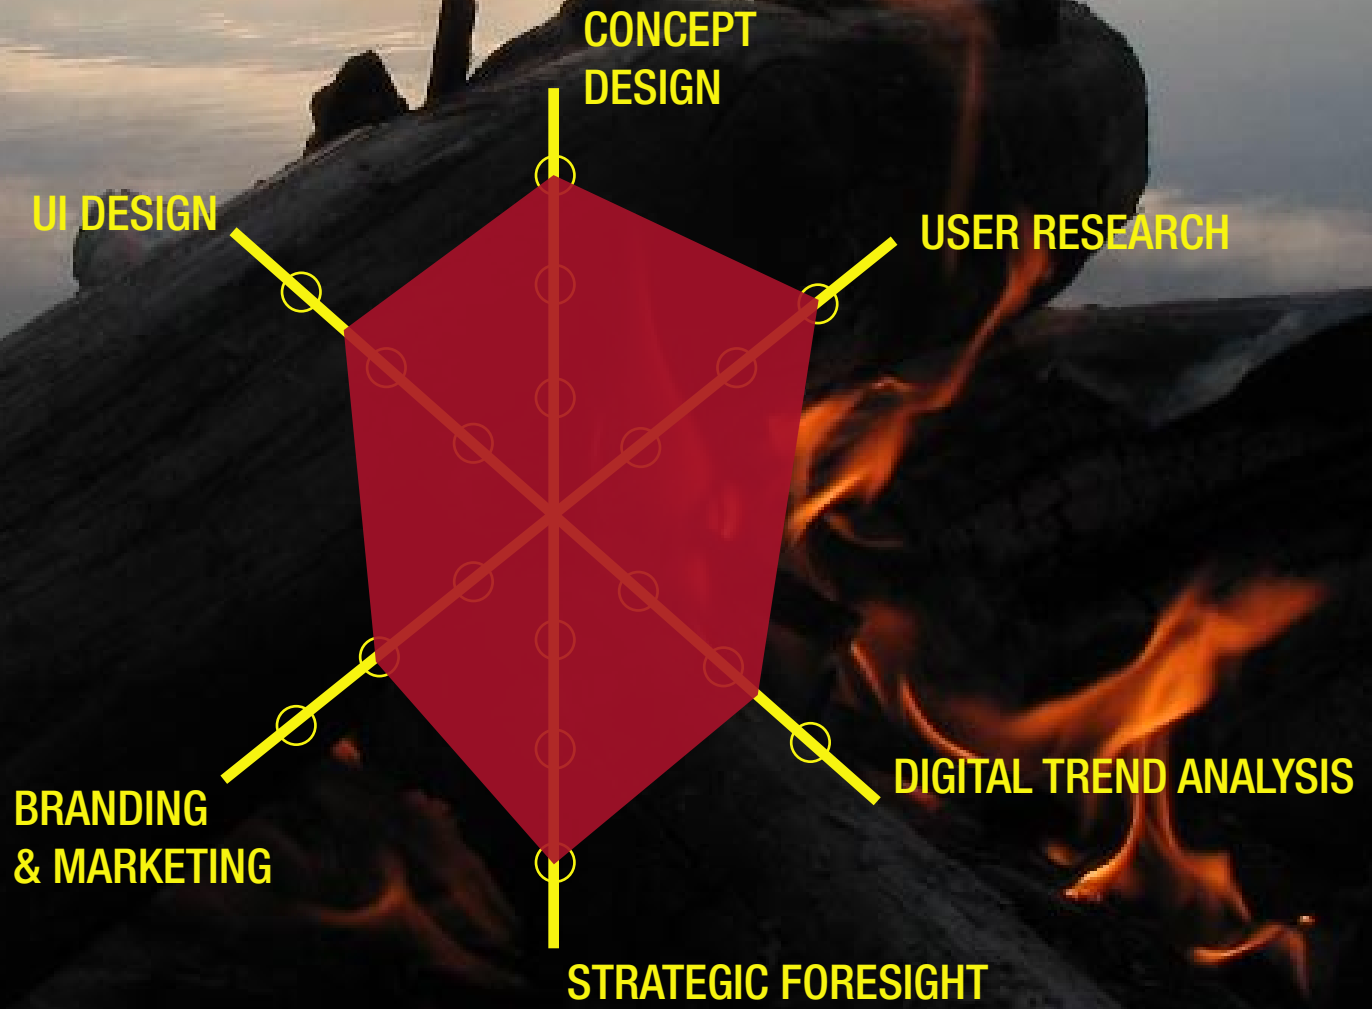 CONCEPT
DESIGN
UI DESIGN
USER RESEARCH
DIGITAL TREND ANALYSIS
BRANDING
& MARKETING
STRATEGIC FORESIGHT